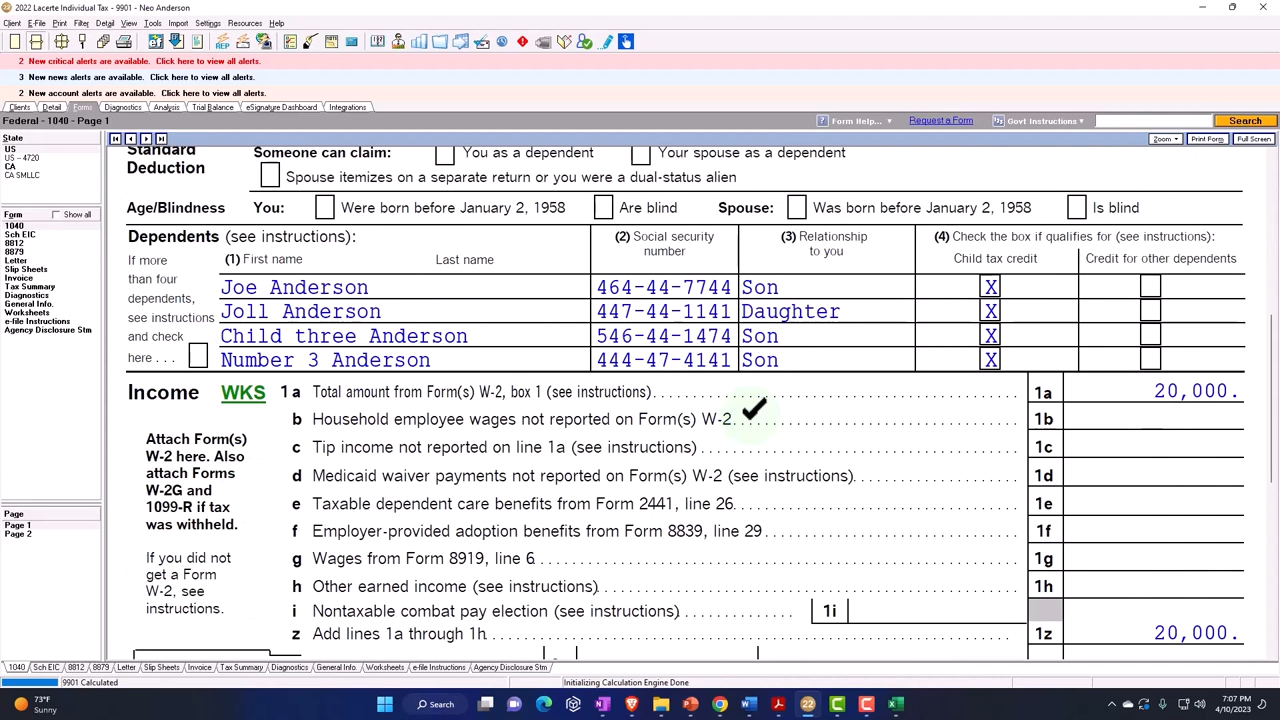 2022 Lacerte Individual Tax - 9901 - Neo Anderson
Client E-File Print Filter Detail View Tools Import Settings Resources Help
2 New critical alerts are available. Click here to view all alerts.
3 New news alerts are available. Click here to view all alerts.
2 New account alerts are available. Click here to view all alerts.
Clients Detail Forms Diagnostics Analysis Trial Balance eSignature Dashboard Integrations
Federal - 1040 - Page 1 Form Help... Request a Form Govt Instructions Search
Zoom Print Form Full Screen
State
US
US – 4720
CA
CA SMLLC
Form Show all
1040
Sch EIC
8812
8879
Letter
Slip Sheets
Invoice
Tax Summary
Diagnostics
General Info.
Worksheets
e-file Instructions
Agency Disclosure Stm
Page
Page 1
Page 2
Standard Deduction
Someone can claim: You as a dependent Your spouse as a dependent
Spouse itemizes on a separate return or you were a dual-status alien
Age/Blindness You: Were born before January 2, 1958 Are blind Spouse: Was born before January 2, 1958 Is blind
Dependents (see instructions): (2) Social security number (3) Relationship to you (4) Check the box if qualifies for (see instructions):
(1) First name Last name Child tax credit Credit for other dependents
If more
than four
dependents,
see instructions
and check
here . . .
Joe Anderson 464-44-7744 Son X
Joll Anderson 447-44-1141 Daughter X
Child three Anderson 546-44-1474 Son X
Number 3 Anderson 444-47-4141 Son X
Income WKS 1 a Total amount from Form(s) W-2, box 1 (see instructions) 1a 20,000.
b Household employee wages not reported on Form(s) W-2 1b
c Tip income not reported on line 1a (see instructions) 1c
d Medicaid waiver payments not reported on Form(s) W-2 (see instructions) 1d
e Taxable dependent care benefits from Form 2441, line 26 1e
f Employer-provided adoption benefits from Form 8839, line 29 1f
g Wages from Form 8919, line 6 1g
h Other earned income (see instructions) 1h
i Nontaxable combat pay election (see instructions) 1i
z Add lines 1a through 1h 1z 20,000.
Attach Form(s)
W-2 here. Also
attach Forms
W-2G and
1099-R if tax
was withheld.
If you did not
get a Form
W-2, see
instructions.
1040 Sch EIC 8812 8879 Letter Slip Sheets Invoice Tax Summary Diagnostics General Info. Worksheets e-file Instructions Agency Disclosure Stm
9901 Calculated Initializing Calculation Engine Done
73°F
Sunny
Search
7:07 PM
4/10/2023